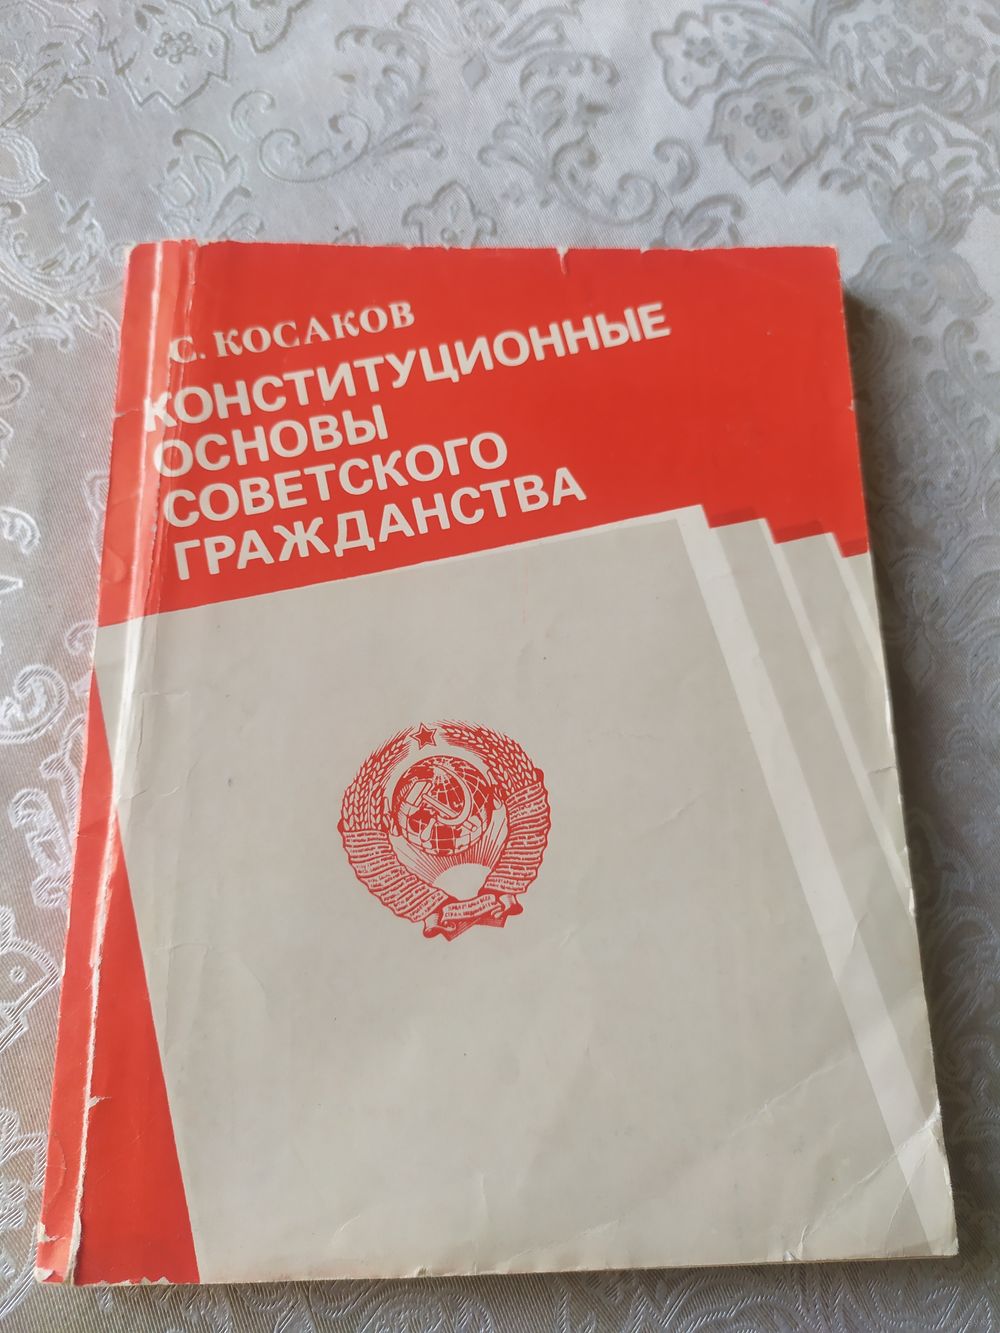 С. КОСАКОВ
КОНСТИТУЦИОННЫЕ
ОСНОВЫ
СОВЕТСКОГО
ГРАЖДАНСТВА